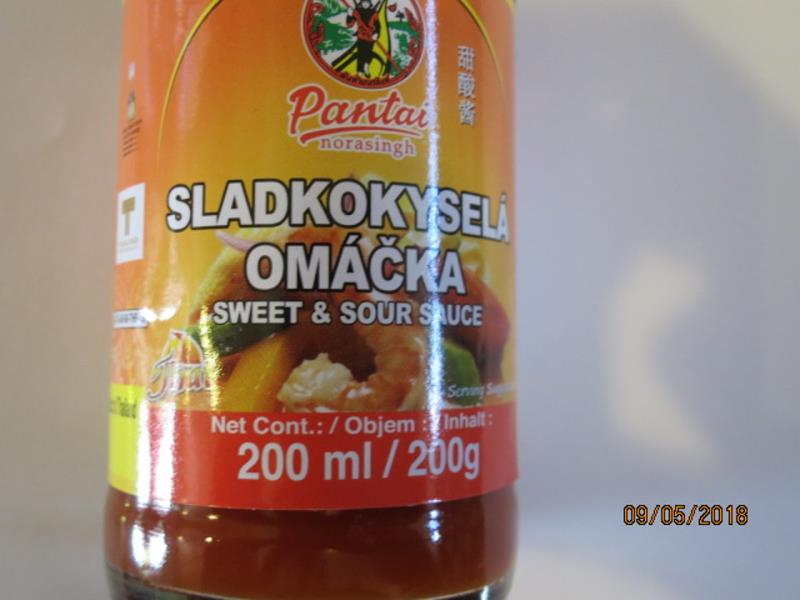 甜酸酱
Pantai
norasingh
SLADKOKYSELÁ
OMÁČKA
SWEET & SOUR SAUCE
Thai
Serving
Net Cont.: / Objem : / Inhalt :
200 ml / 200g
T
Thailand
09/05/2018